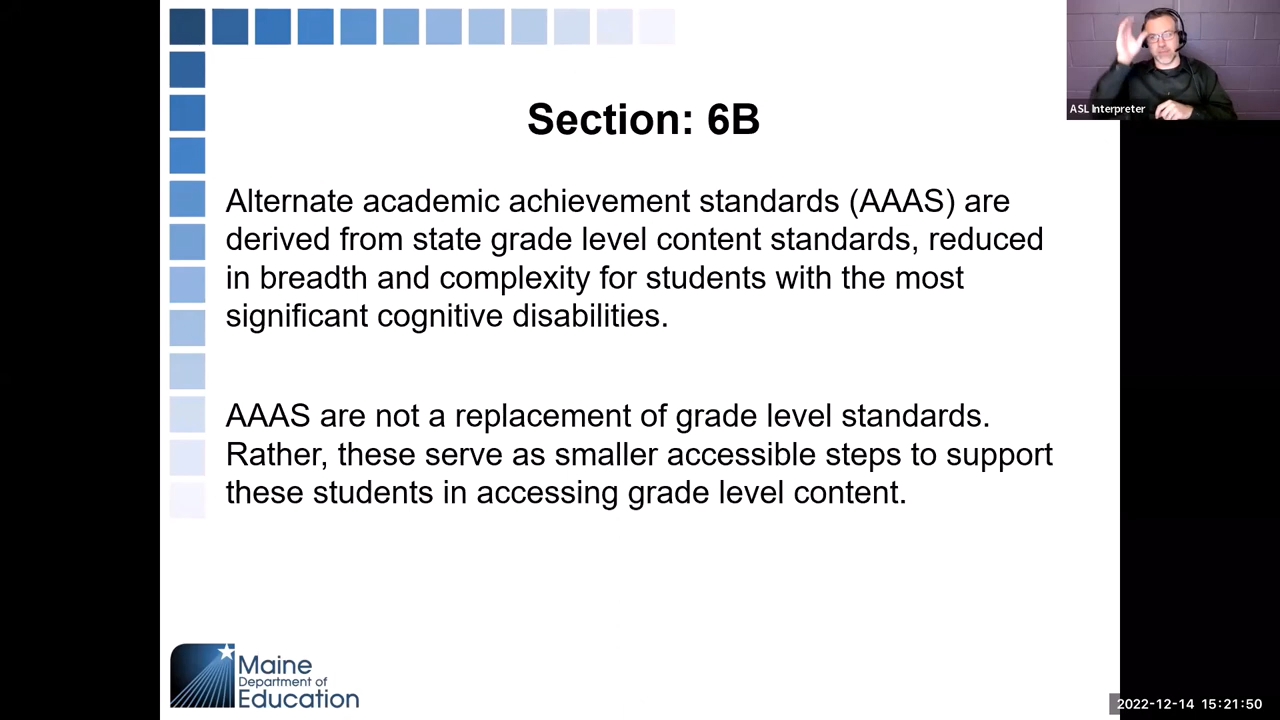 Section: 6B
Alternate academic achievement standards (AAAS) are
derived from state grade level content standards, reduced
in breadth and complexity for students with the most
significant cognitive disabilities.
AAAS are not a replacement of grade level standards.
Rather, these serve as smaller accessible steps to support
these students in accessing grade level content.
Maine
Department of
Education
ASL Interpreter
2022-12-14 15:21:50